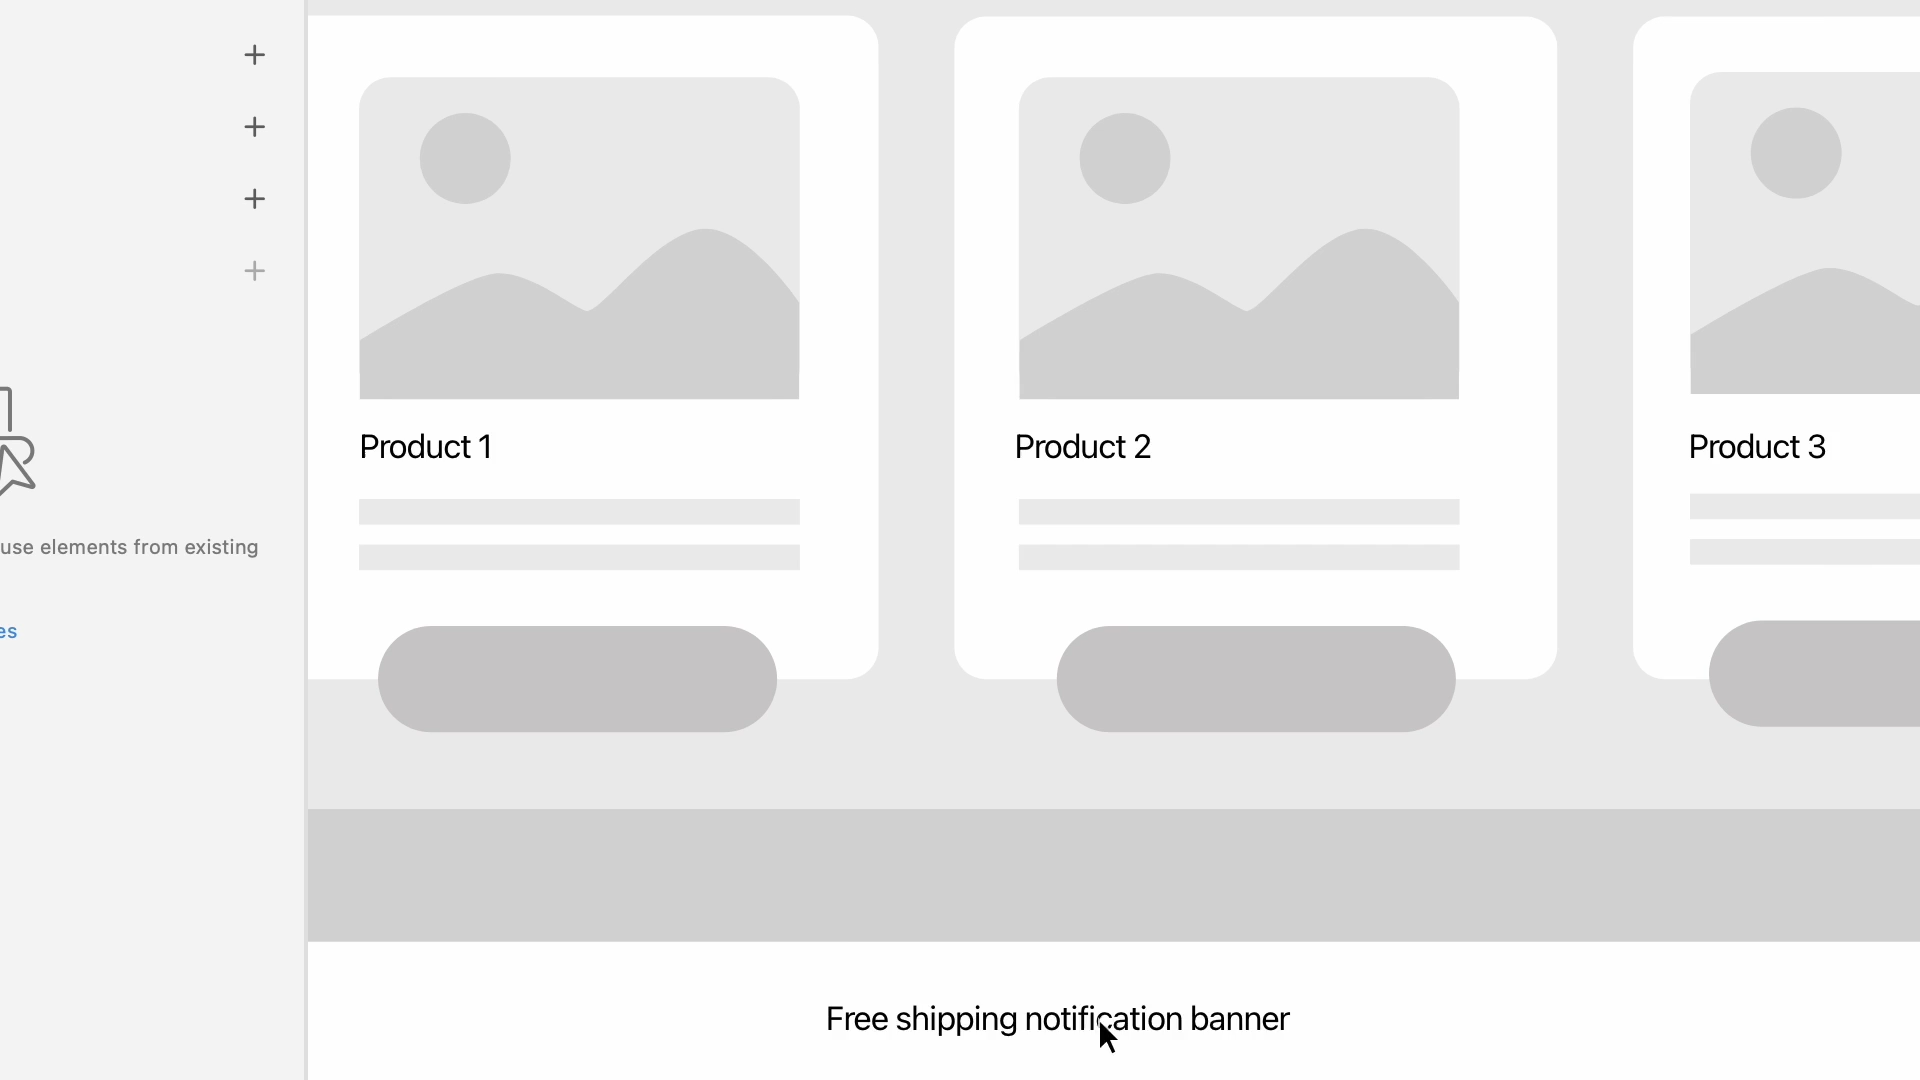 Product 1
Product 2
Product 3
use elements from existing
es
Free shipping notification banner